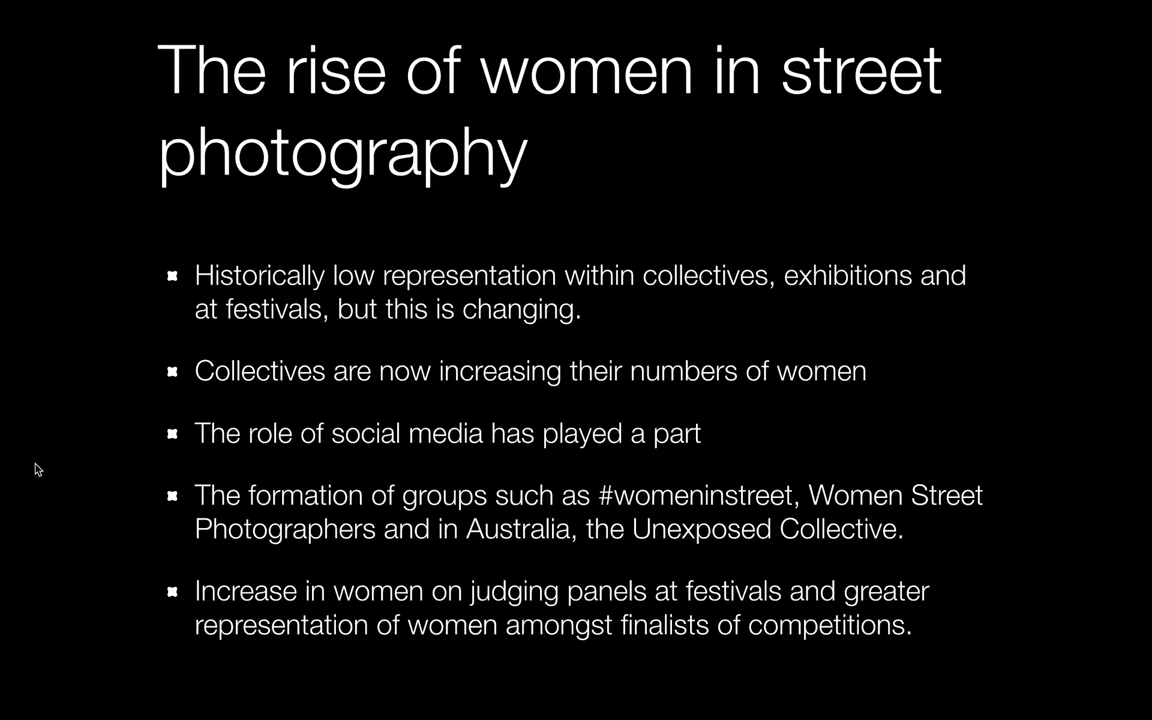 The rise of women in street
photography
Historically low representation within collectives, exhibitions and
at festivals, but this is changing.
Collectives are now increasing their numbers of women
The role of social media has played a part
The formation of groups such as #womeninstreet, Women Street
Photographers and in Australia, the Unexposed Collective.
Increase in women on judging panels at festivals and greater
representation of women amongst finalists of competitions.